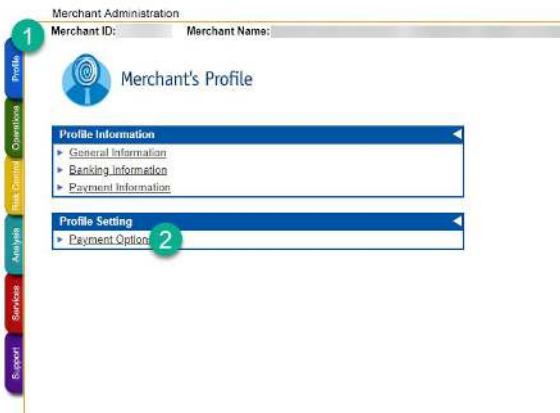 Merchant Administration
Merchant ID: Merchant Name:
1
Profile
Operations
Risk Control
Analysis
Services
Support
Merchant's Profile
Profile Information
General Information
Banking Information
Payment Information
Profile Setting
Payment Option
2